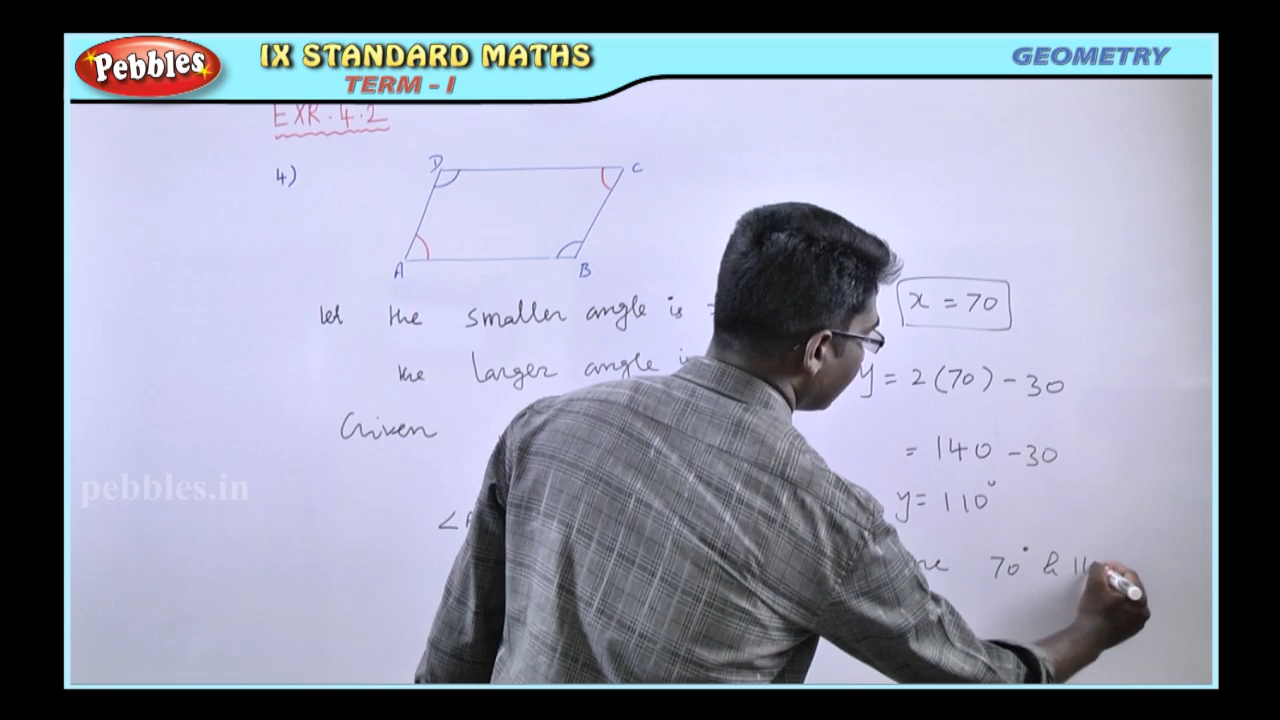 Pebbles
IX STANDARD MATHS
TERM - I
GEOMETRY
EXR. 4.2
4)
D
C
A
B
let the smaller angle is
x = 70
the larger angle
y = 2 (70) - 30
Given
= 140 - 30
y = 110°
pebbles.in
70° &